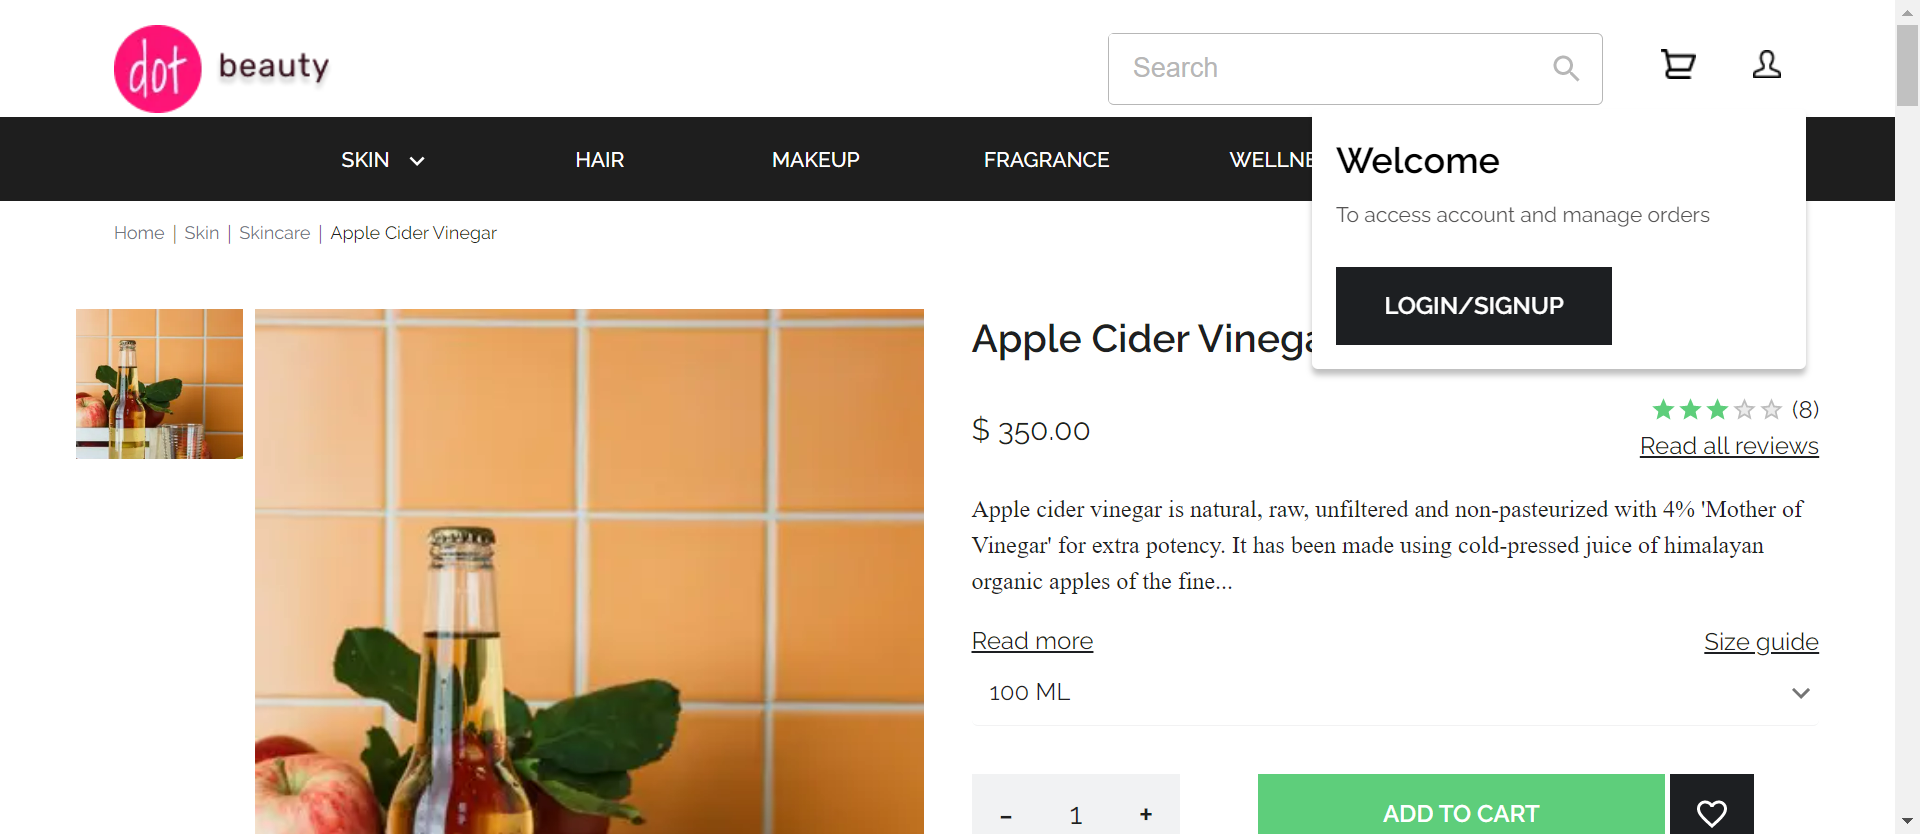 dot beauty
Search
SKIN HAIR MAKEUP FRAGRANCE WELLNE
Welcome
To access account and manage orders
LOGIN/SIGNUP
Home | Skin | Skincare | Apple Cider Vinegar
Apple Cider Vinega
$ 350.00
(8)
Read all reviews
Apple cider vinegar is natural, raw, unfiltered and non-pasteurized with 4% 'Mother of
Vinegar' for extra potency. It has been made using cold-pressed juice of himalayan
organic apples of the fine...
Read more Size guide
100 ML
- 1 + ADD TO CART